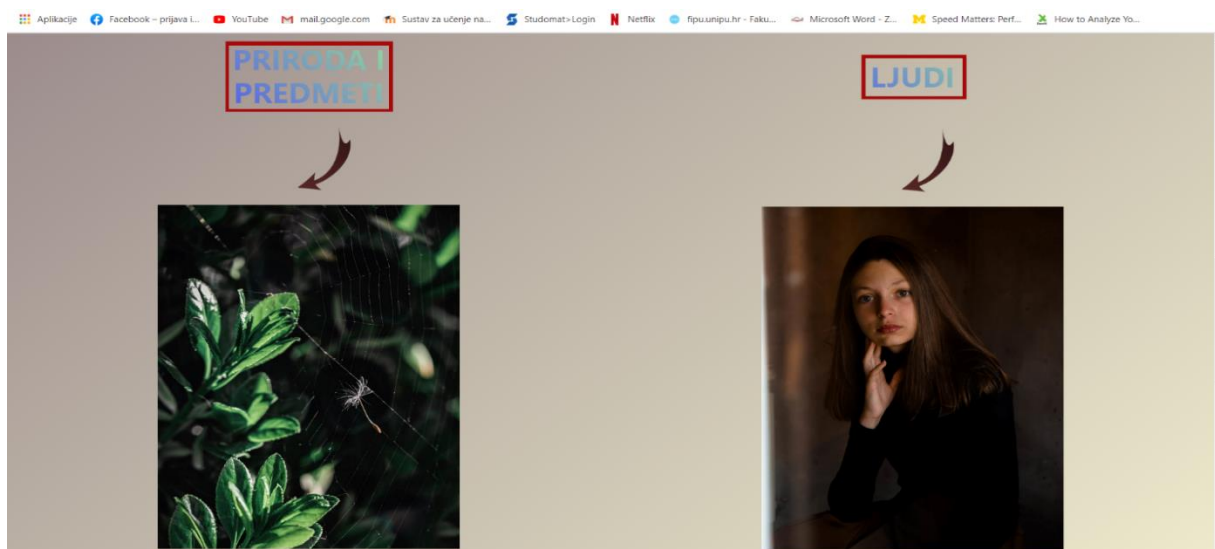 Aplikacije Facebook – prijava i... YouTube mail.google.com Sustav za učenje na... Studomat>Login Netflix fipu.unipu.hr - Faku... Microsoft Word - Z... Speed Matters: Perf... How to Analyze Yo...
PRIRODA I
PREDMETI
LJUDI